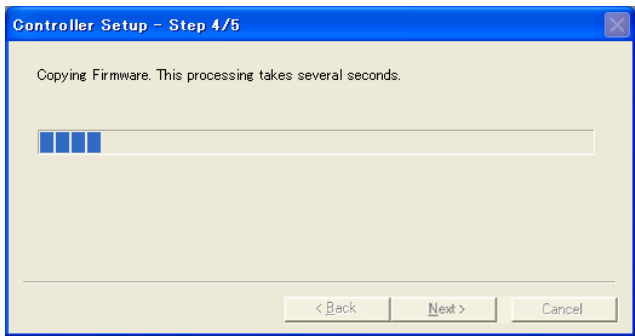 Controller Setup - Step 4/5
Copying Firmware. This processing takes several seconds.
< Back
Next >
Cancel